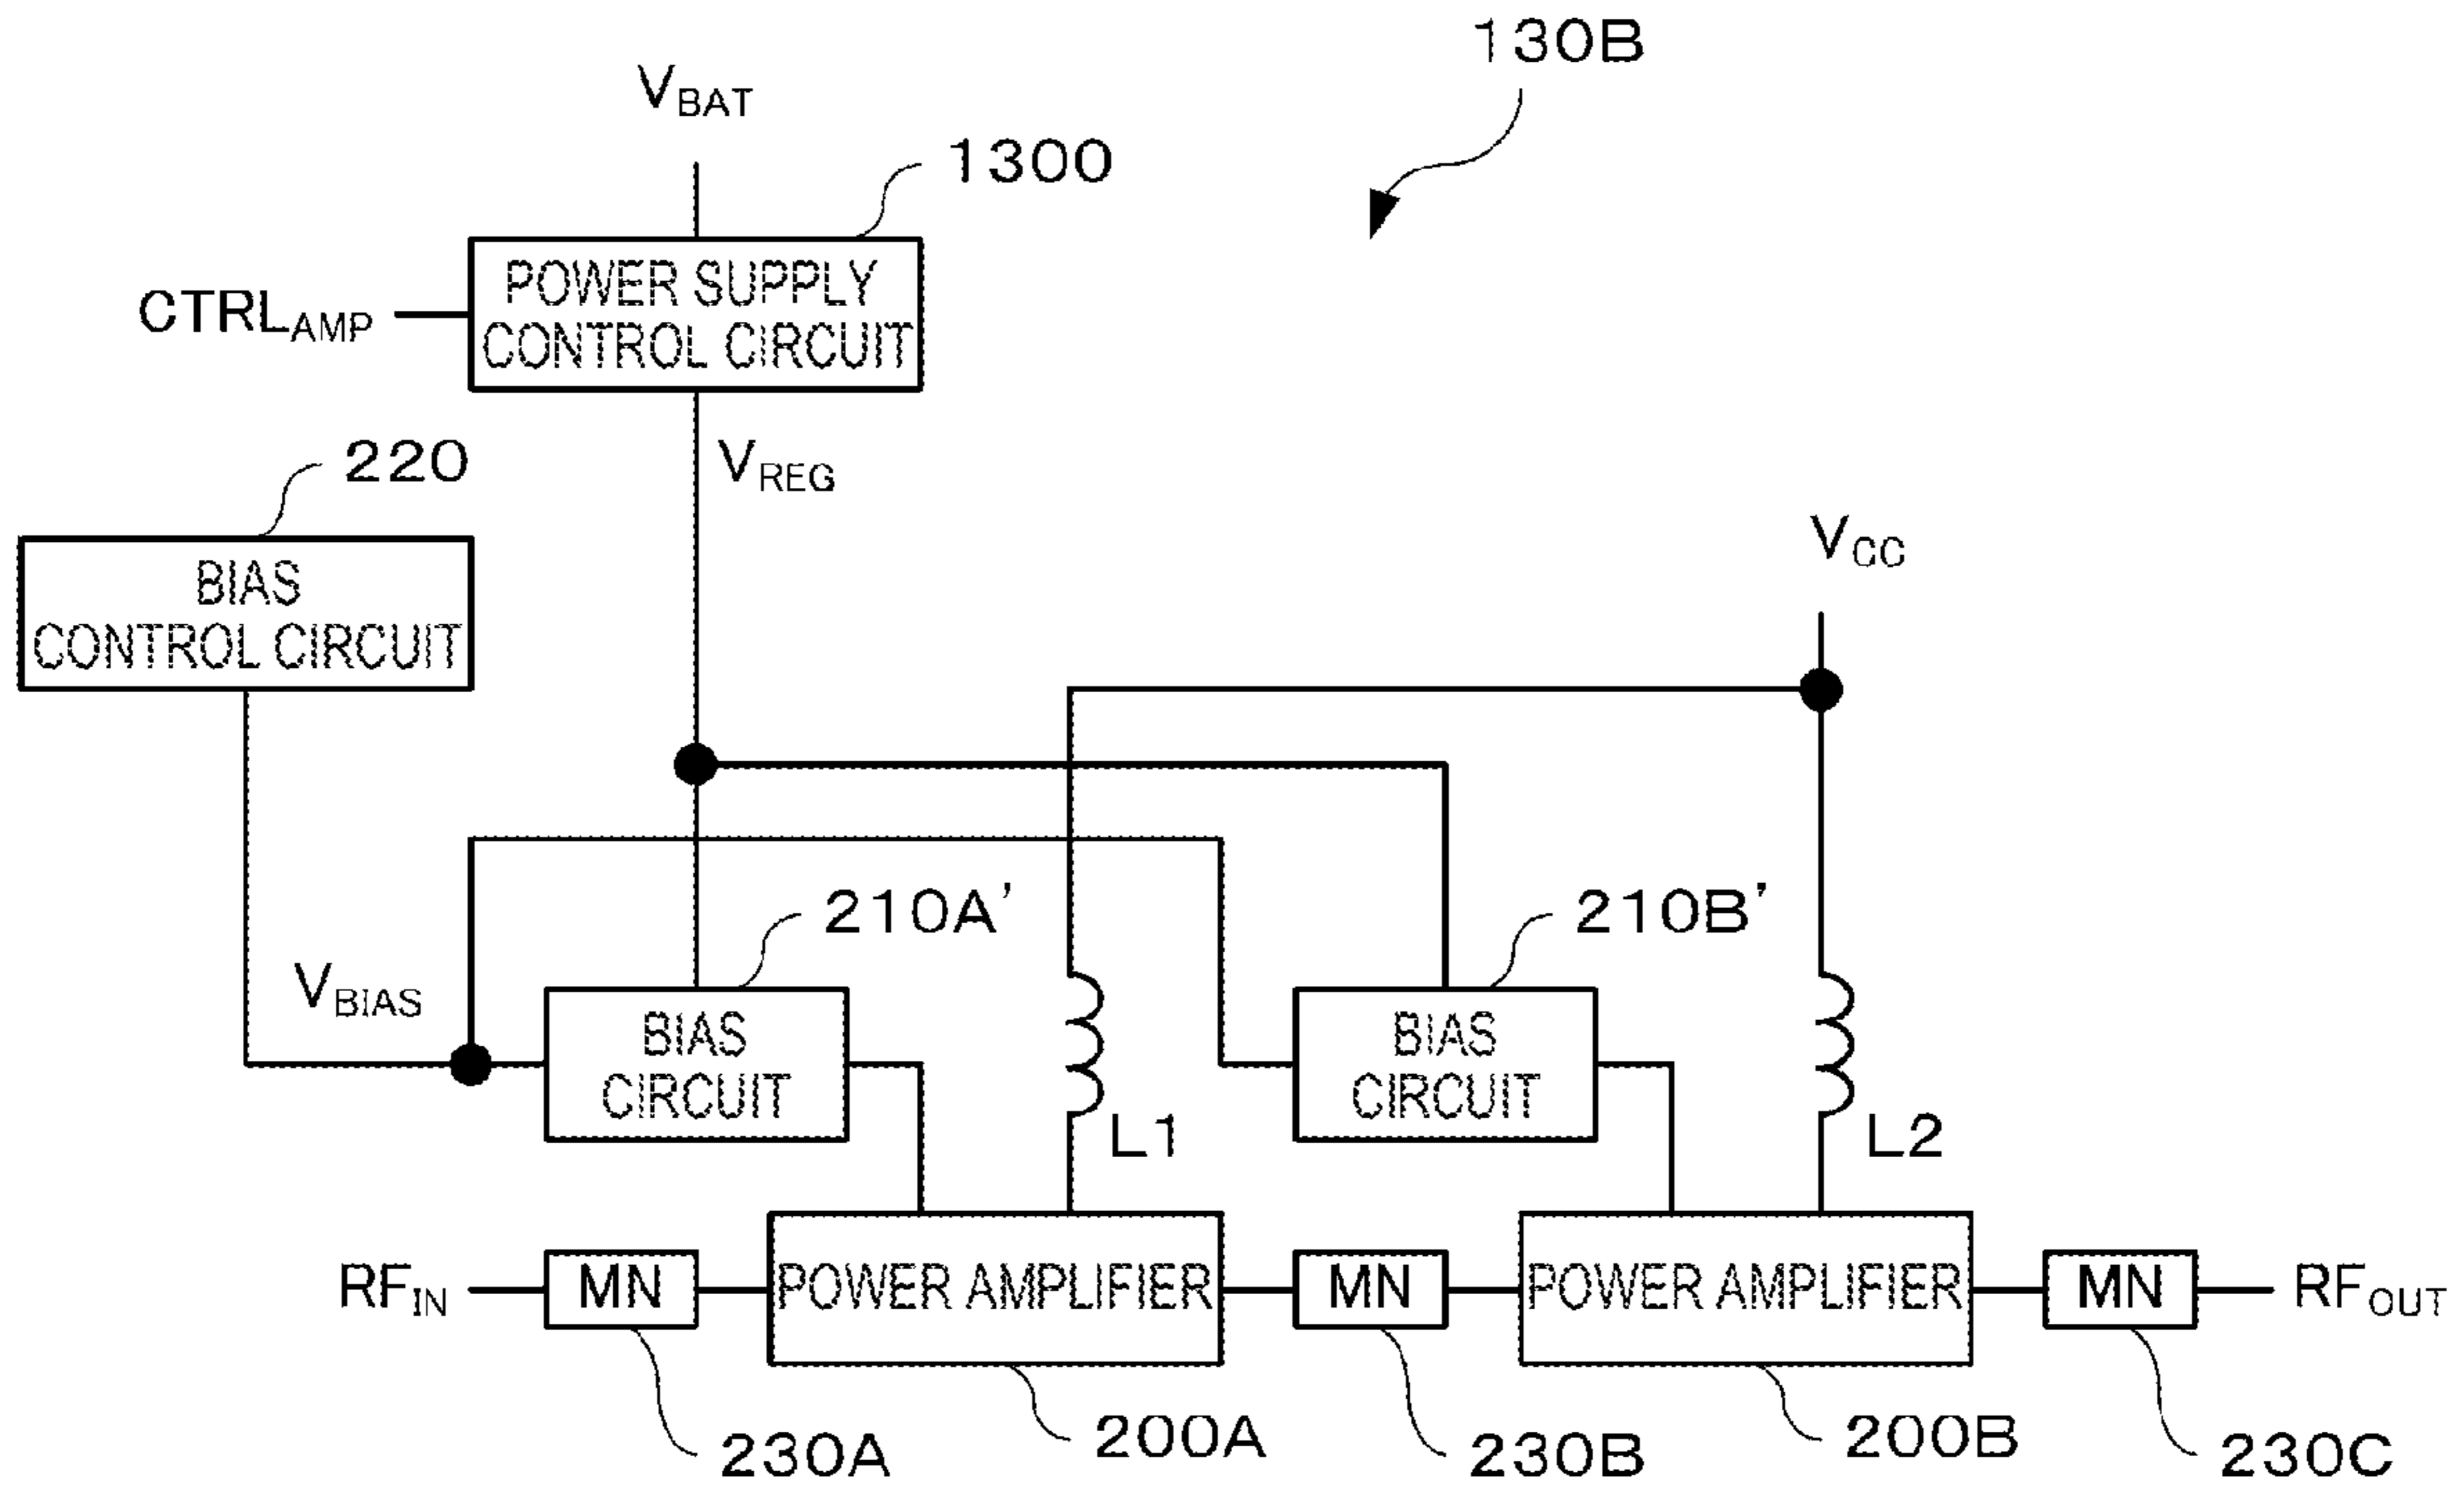 130B
VBAT
1300
POWER SUPPLY
CONTROL CIRCUIT
CTRLAMP
220
VREG
BIAS
CONTROL CIRCUIT
VCC
210A'
210B'
VBIAS
BIAS
CIRCUIT
BIAS
CIRCUIT
L1
L2
RFIN
MN
POWER AMPLIFIER
MN
POWER AMPLIFIER
MN
RFOUT
230A
200A
230B
200B
230C